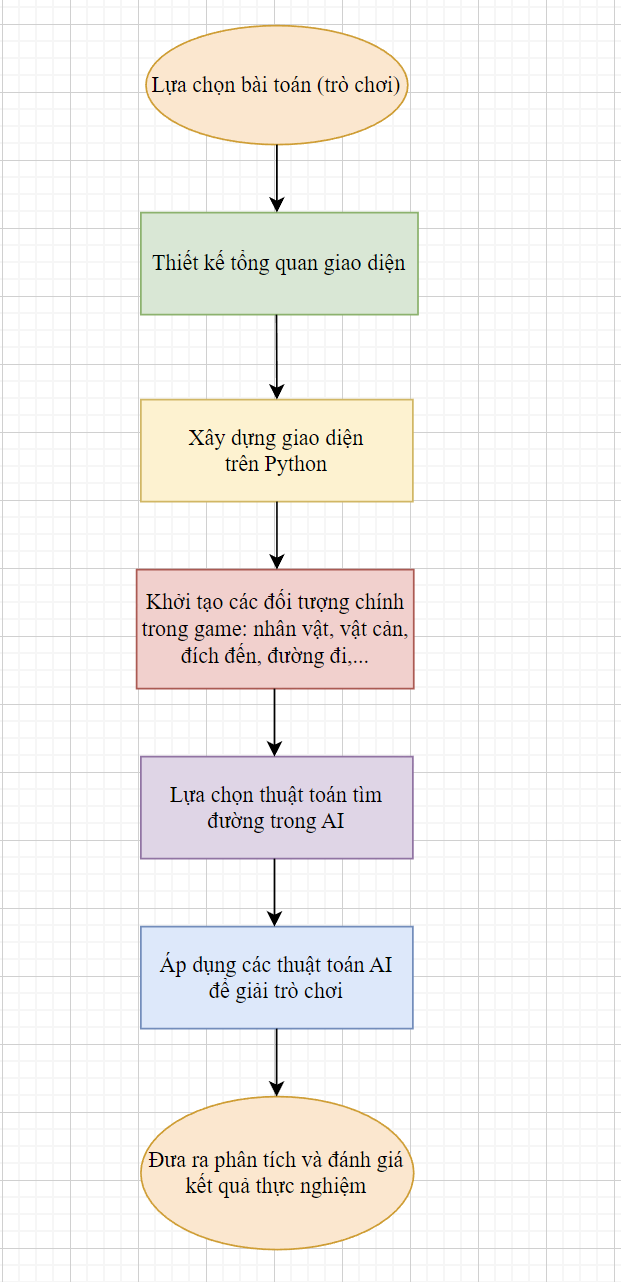 Lựa chọn bài toán (trò chơi)
Thiết kế tổng quan giao diện
Xây dựng giao diện
trên Python
Khởi tạo các đối tượng chính
trong game: nhân vật, vật cản,
đích đến, đường đi,...
Lựa chọn thuật toán tìm
đường trong AI
Áp dụng các thuật toán AI
để giải trò chơi
Đưa ra phân tích và đánh giá
kết quả thực nghiệm